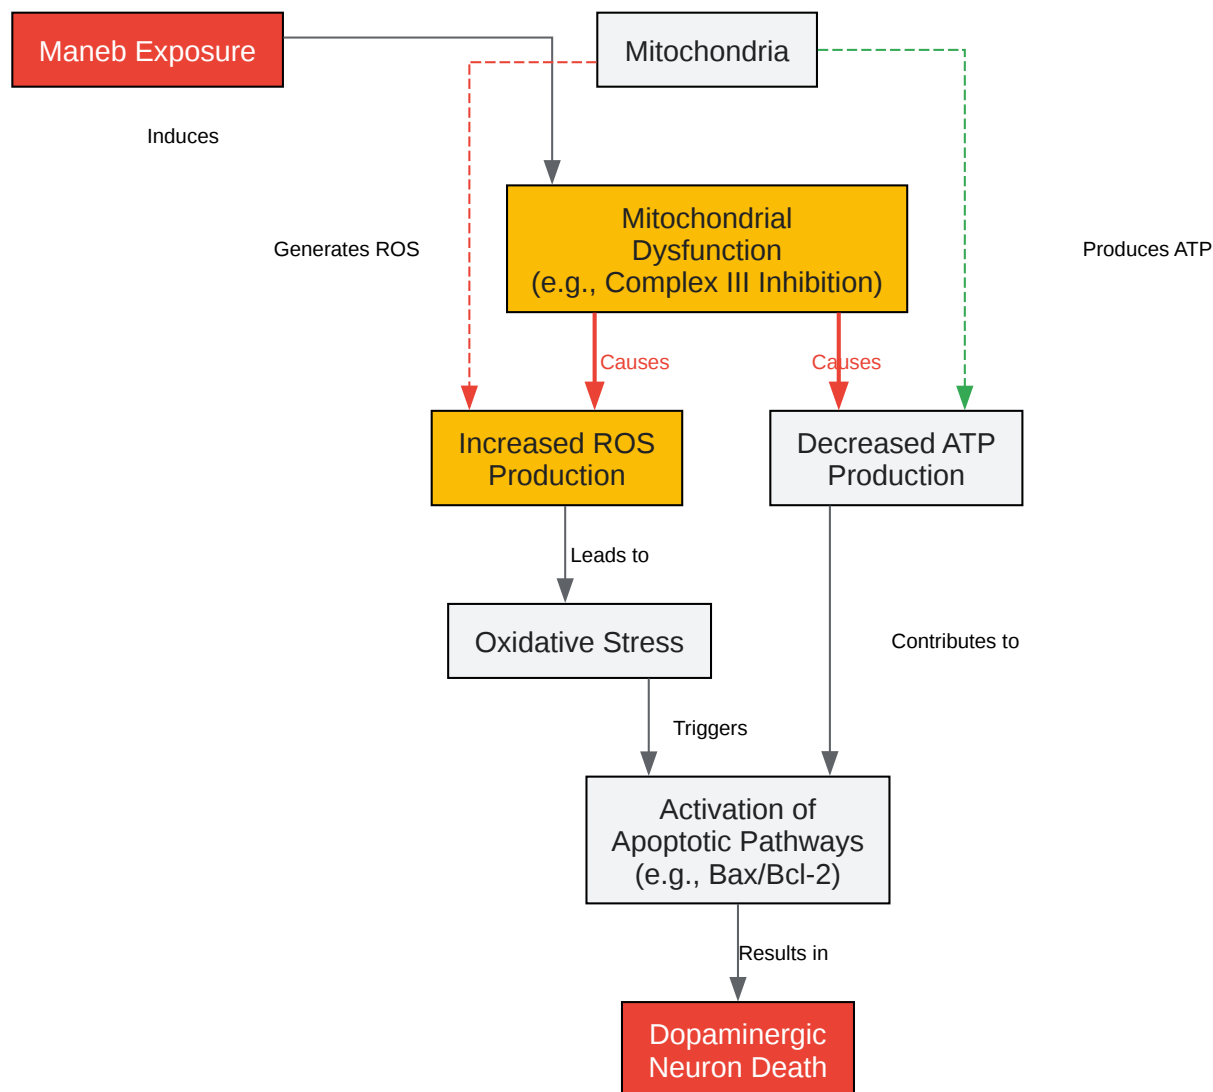 Maneb Exposure
Mitochondria
Induces
Mitochondrial
Dysfunction
(e.g., Complex III Inhibition)
Generates ROS
Produces ATP
Causes
Causes
Increased ROS
Production
Decreased ATP
Production
Leads to
Oxidative Stress
Contributes to
Triggers
Activation of
Apoptotic Pathways
(e.g., Bax/Bcl-2)
Results in
Dopaminergic
Neuron Death